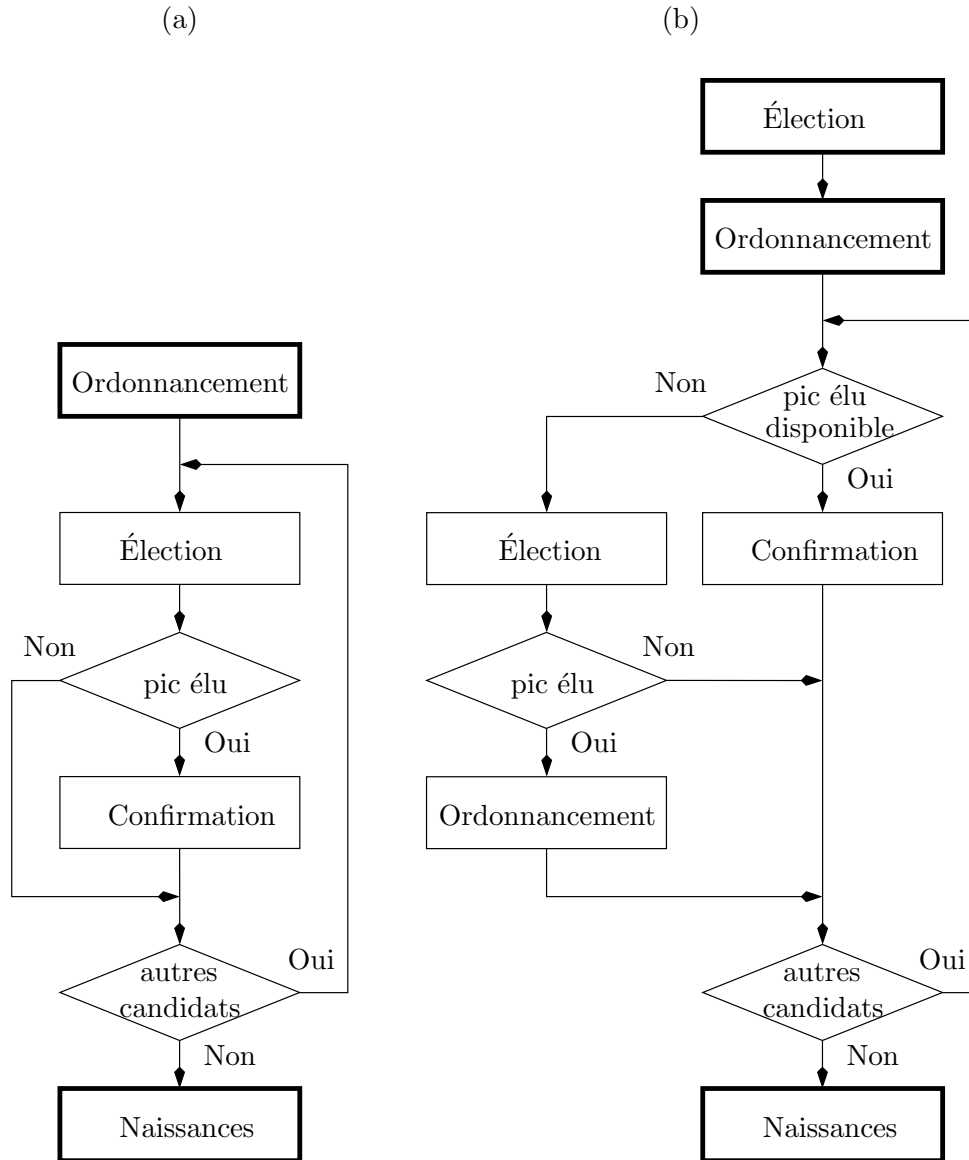 (a)
Ordonnancement
Élection
Non
pic élu
Oui
Confirmation
autres
candidats
Oui
Non
Naissances
(b)
Élection
Ordonnancement
Non
pic élu
disponible
Oui
Élection
Confirmation
Non
pic élu
Oui
Ordonnancement
autres
candidats
Oui
Non
Naissances